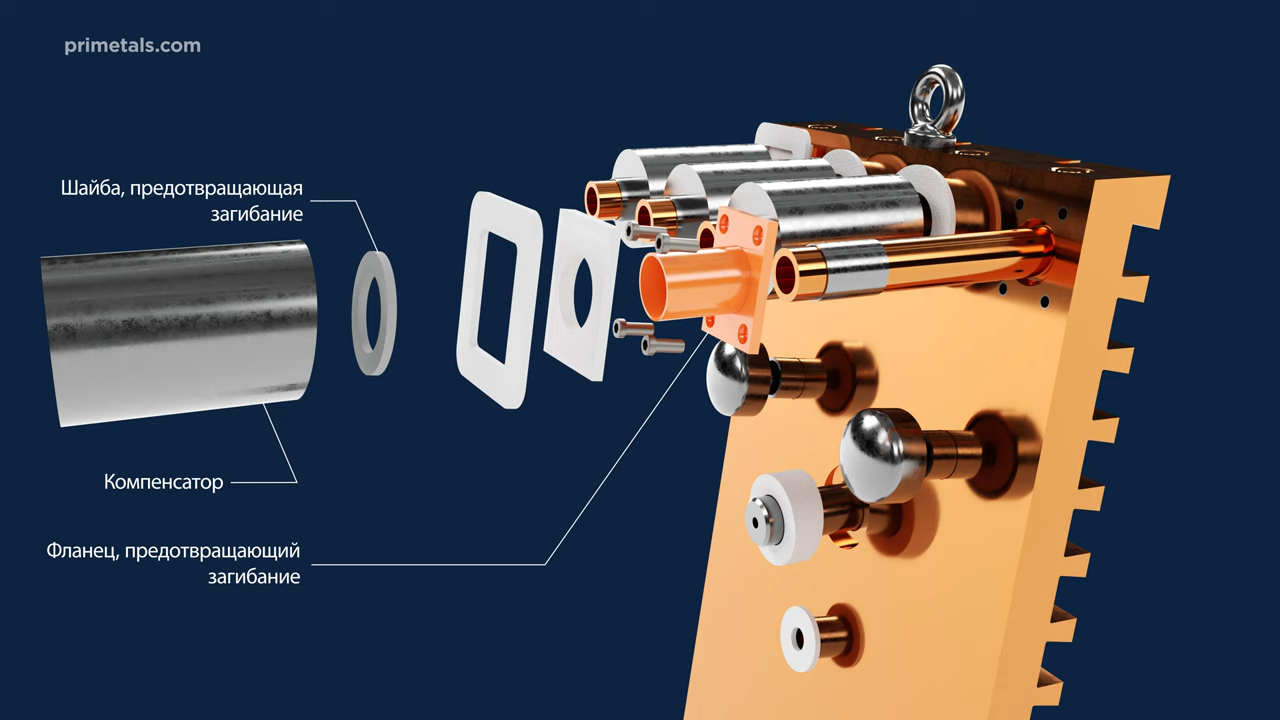 primetals.com
Шайба, предотвращающая
загибание
Компенсатор
Фланец, предотвращающий
загибание